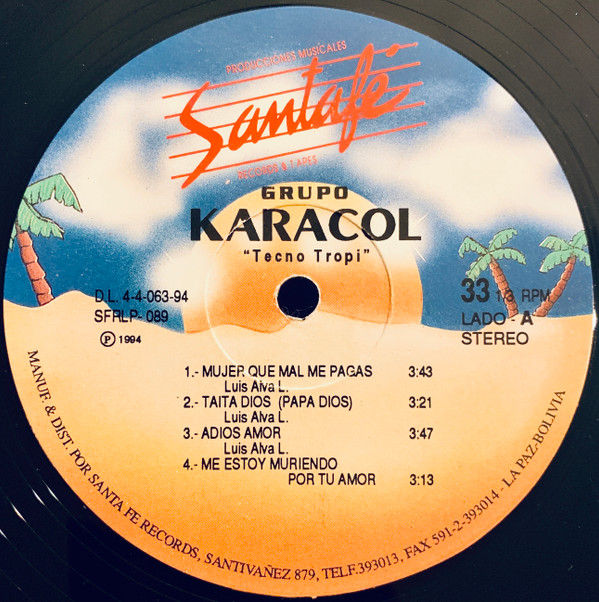 PRODUCCIONES MUSICALES
Santafé
RECORDS & TAPES
GRUPO
KARACOL
"Tecno Tropi"
D.L. 4-4-063-94
SFRLP- 089
Ⓟ 1994
33 1/3 RPM
LADO - A
STEREO
1.- MUJER QUE MAL ME PAGAS 3:43
Luis Alva L.
2.- TAITA DIOS (PAPA DIOS) 3:21
Luis Alva L.
3.- ADIOS AMOR 3:47
Luis Alva L.
4.- ME ESTOY MURIENDO
POR TU AMOR 3:13
MANUF. & DIST. POR SANTA FE RECORDS, SANTIVAÑEZ 879, TELF.393013, FAX 591-2-393014 - LA PAZ-BOLIVIA